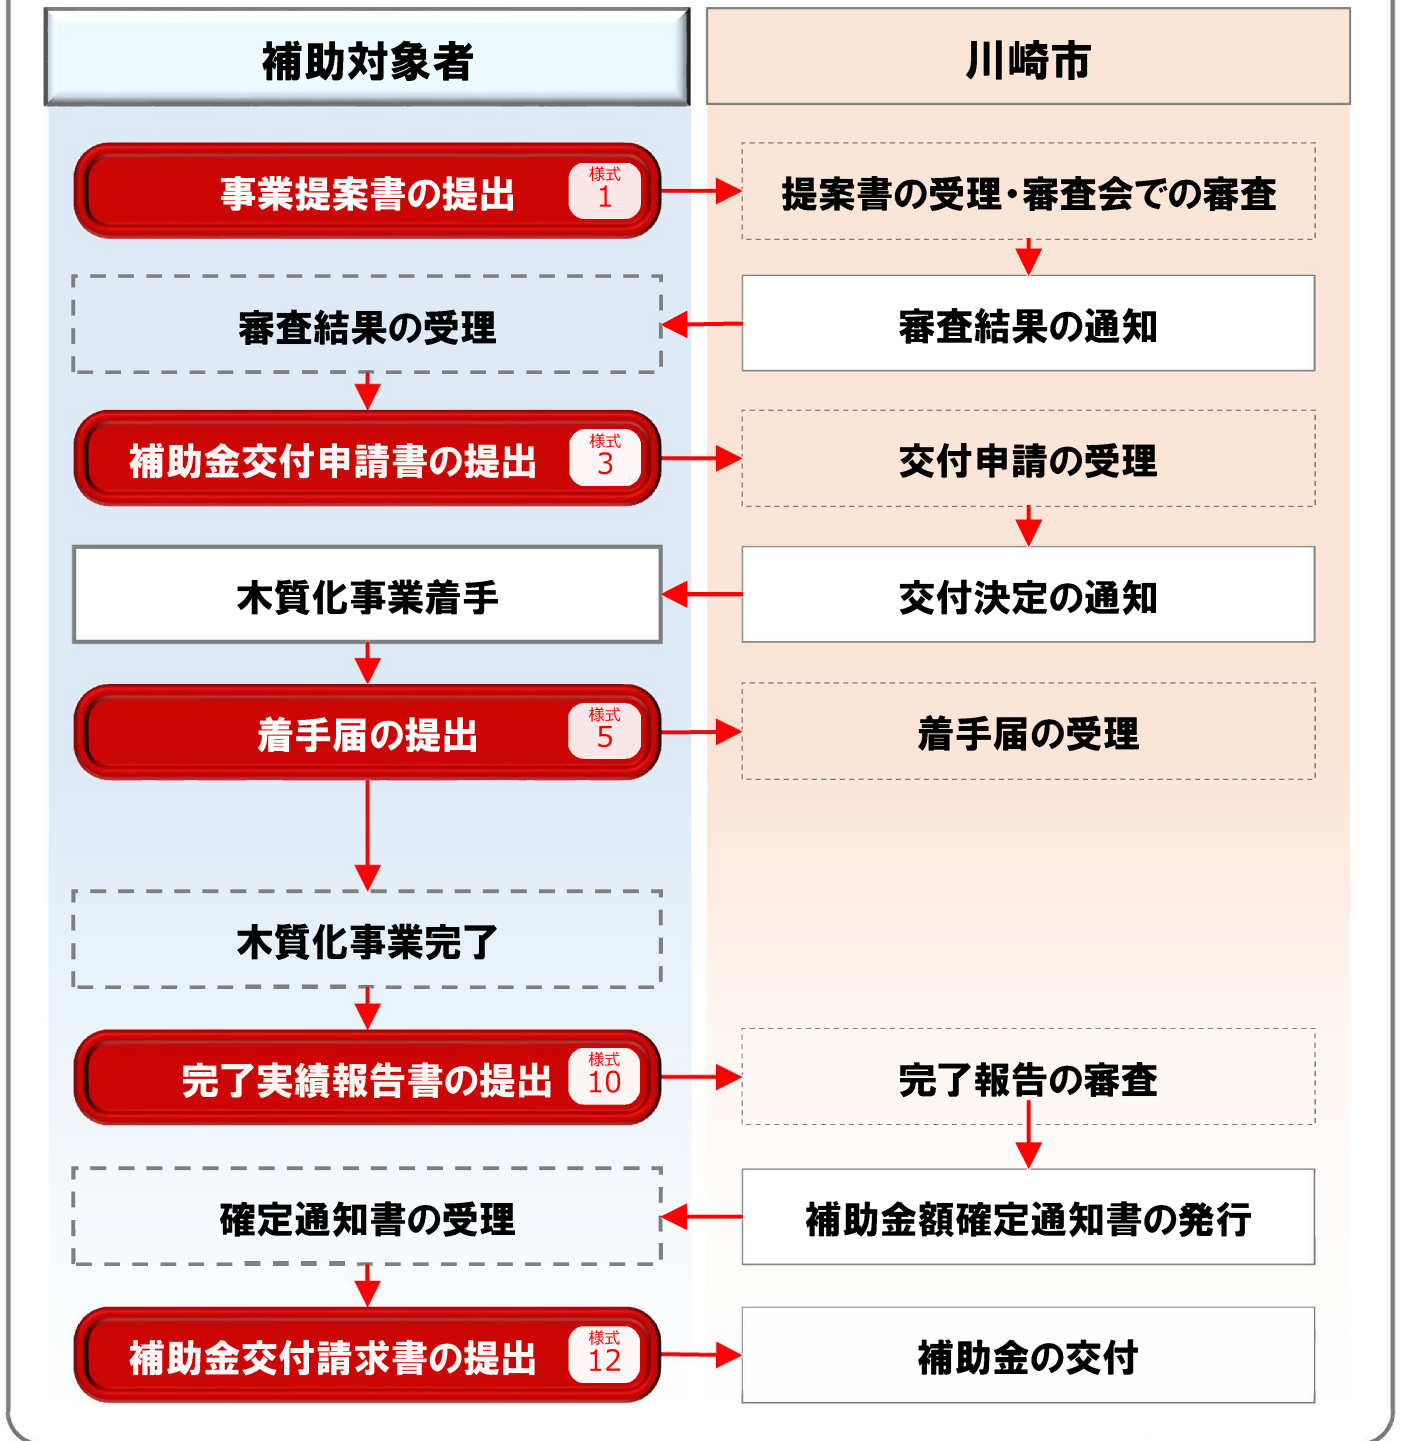 補助対象者
川崎市
事業提案書の提出
様式
1
提案書の受理・審査会での審査
審査結果の受理
審査結果の通知
補助金交付申請書の提出
様式
3
交付申請の受理
木質化事業着手
交付決定の通知
着手届の提出
様式
5
着手届の受理
木質化事業完了
完了実績報告書の提出
様式
10
完了報告の審査
確定通知書の受理
補助金額確定通知書の発行
補助金交付請求書の提出
様式
12
補助金の交付